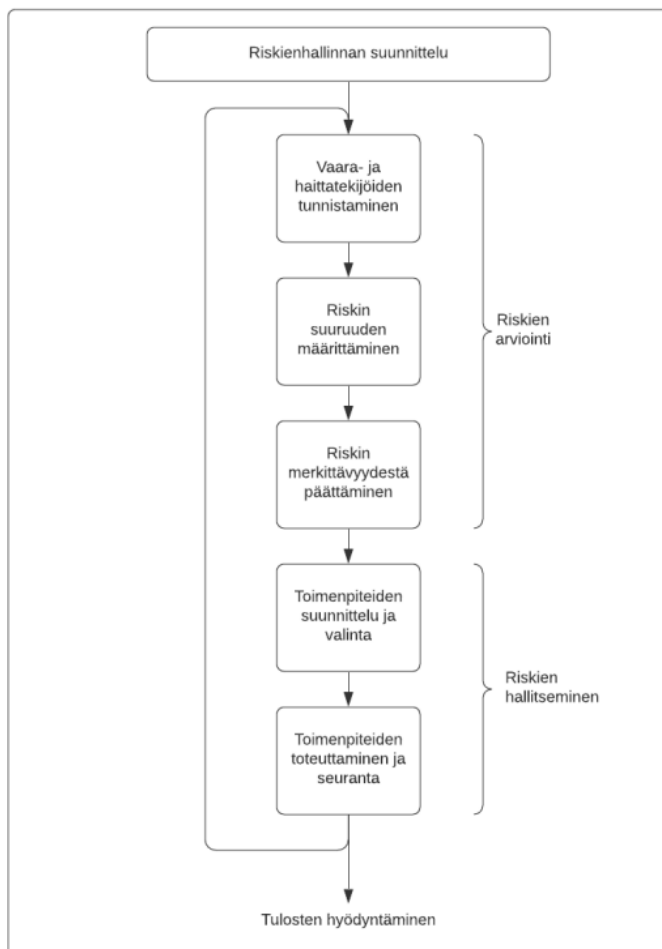 Riskienhallinnan suunnittelu
Vaara- ja
haittatekijöiden
tunnistaminen
Riskin
suuruuden
määrittäminen
Riskien
arviointi
Riskin
merkittävyydestä
päättäminen
Toimenpiteiden
suunnittelu ja
valinta
Riskien
hallitseminen
Toimenpiteiden
toteuttaminen ja
seuranta
Tulosten hyödyntäminen